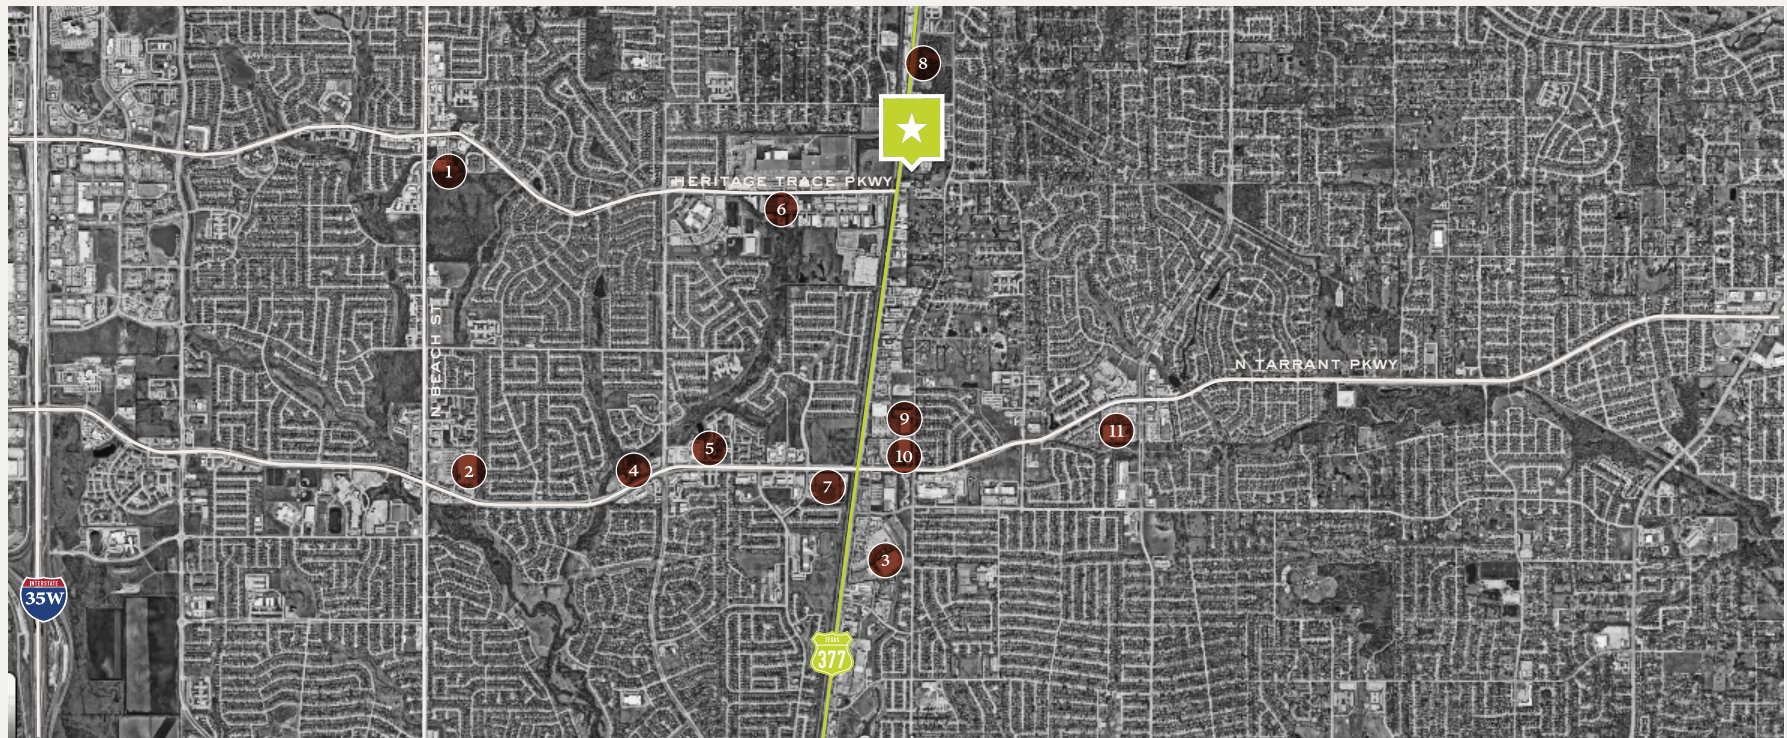 8
1
HERITAGE TRACE PKWY
6
N BEACH ST
N TARRANT PKWY
9
11
5
10
2
4
7
3
INTERSTATE
35W
TEXAS
377